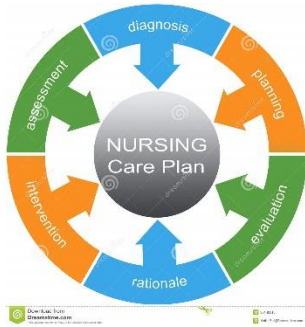 diagnosis
planning
evaluation
rationale
intervention
assessment
NURSING
Care Plan
Download from
Dreamstime.com